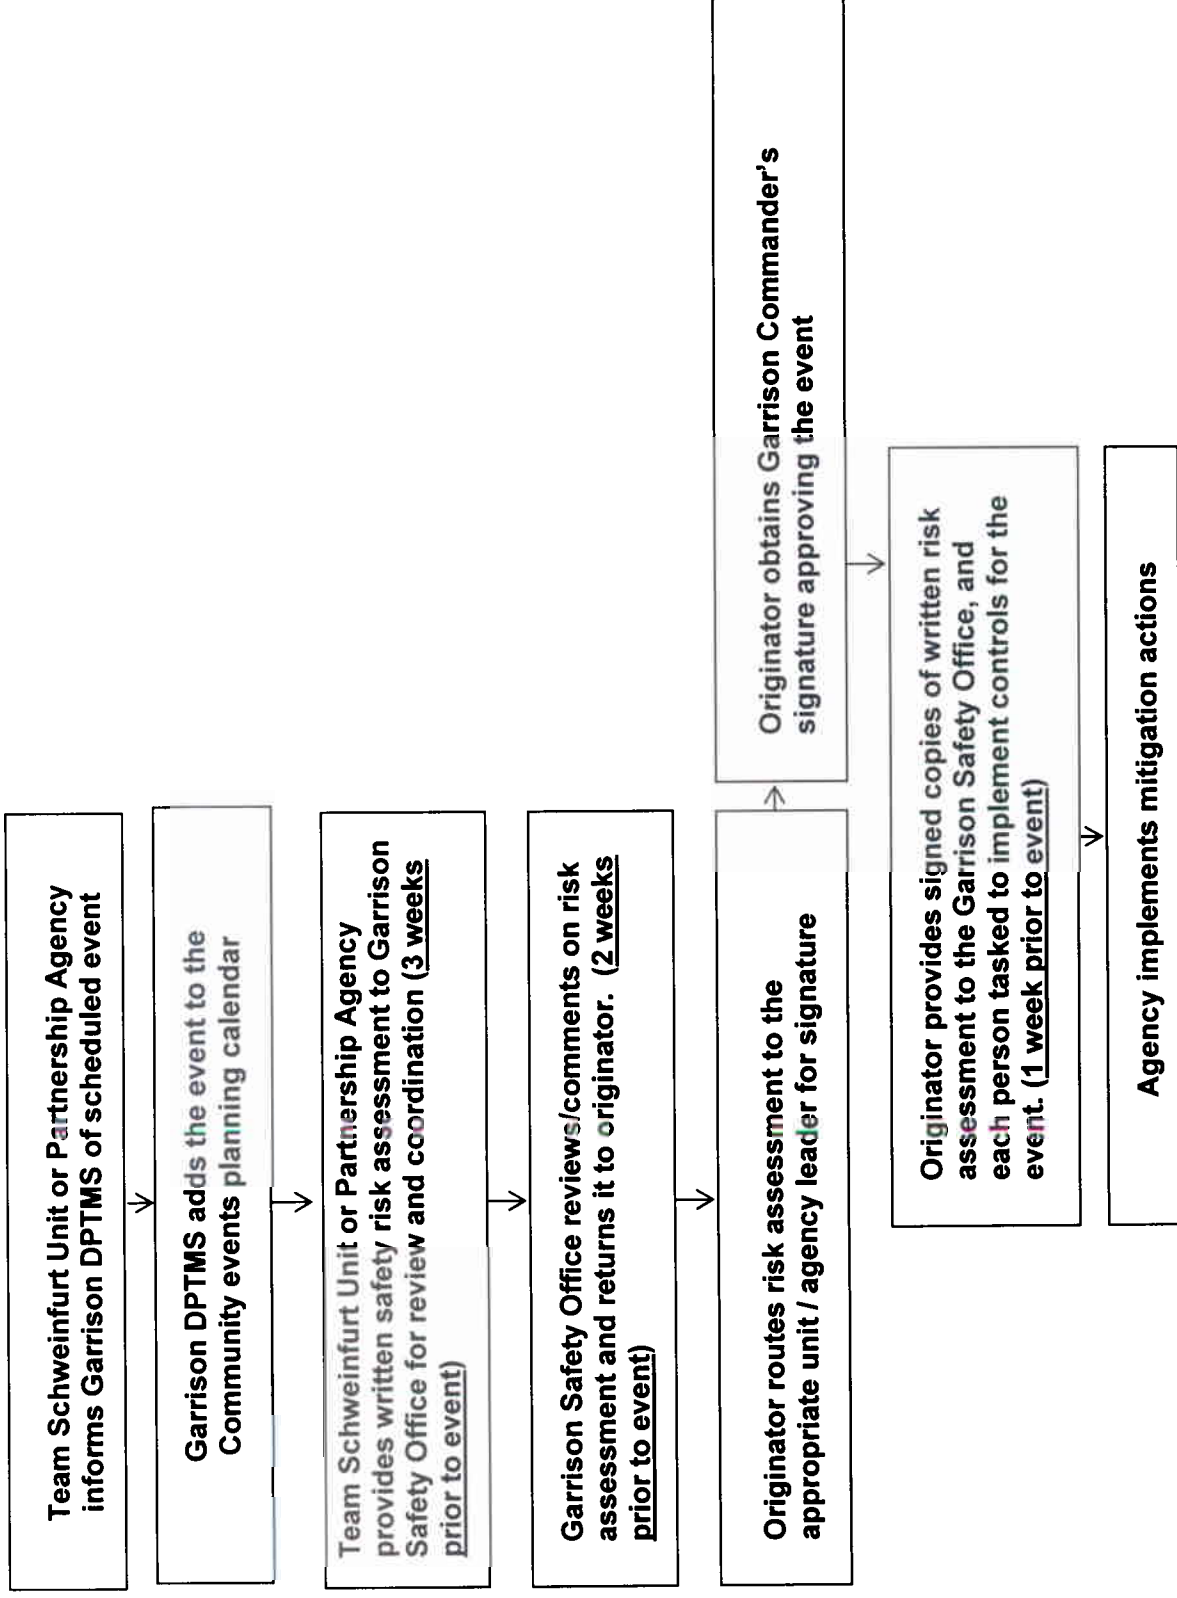 Team Schweinfurt Unit or Partnership Agency
informs Garrison DPTMS of scheduled event
Garrison DPTMS adds the event to the
Community events planning calendar
Team Schweinfurt Unit or Partnership Agency
provides written safety risk assessment to Garrison
Safety Office for review and coordination (3 weeks
prior to event)
Garrison Safety Office reviews/comments on risk
assessment and returns it to originator. (2 weeks
prior to event)
Originator routes risk assessment to the
appropriate unit / agency leader for signature
Originator obtains Garrison Commander's
signature approving the event
Originator provides signed copies of written risk
assessment to the Garrison Safety Office, and
each person tasked to implement controls for the
event. (1 week prior to event)
Agency implements mitigation actions